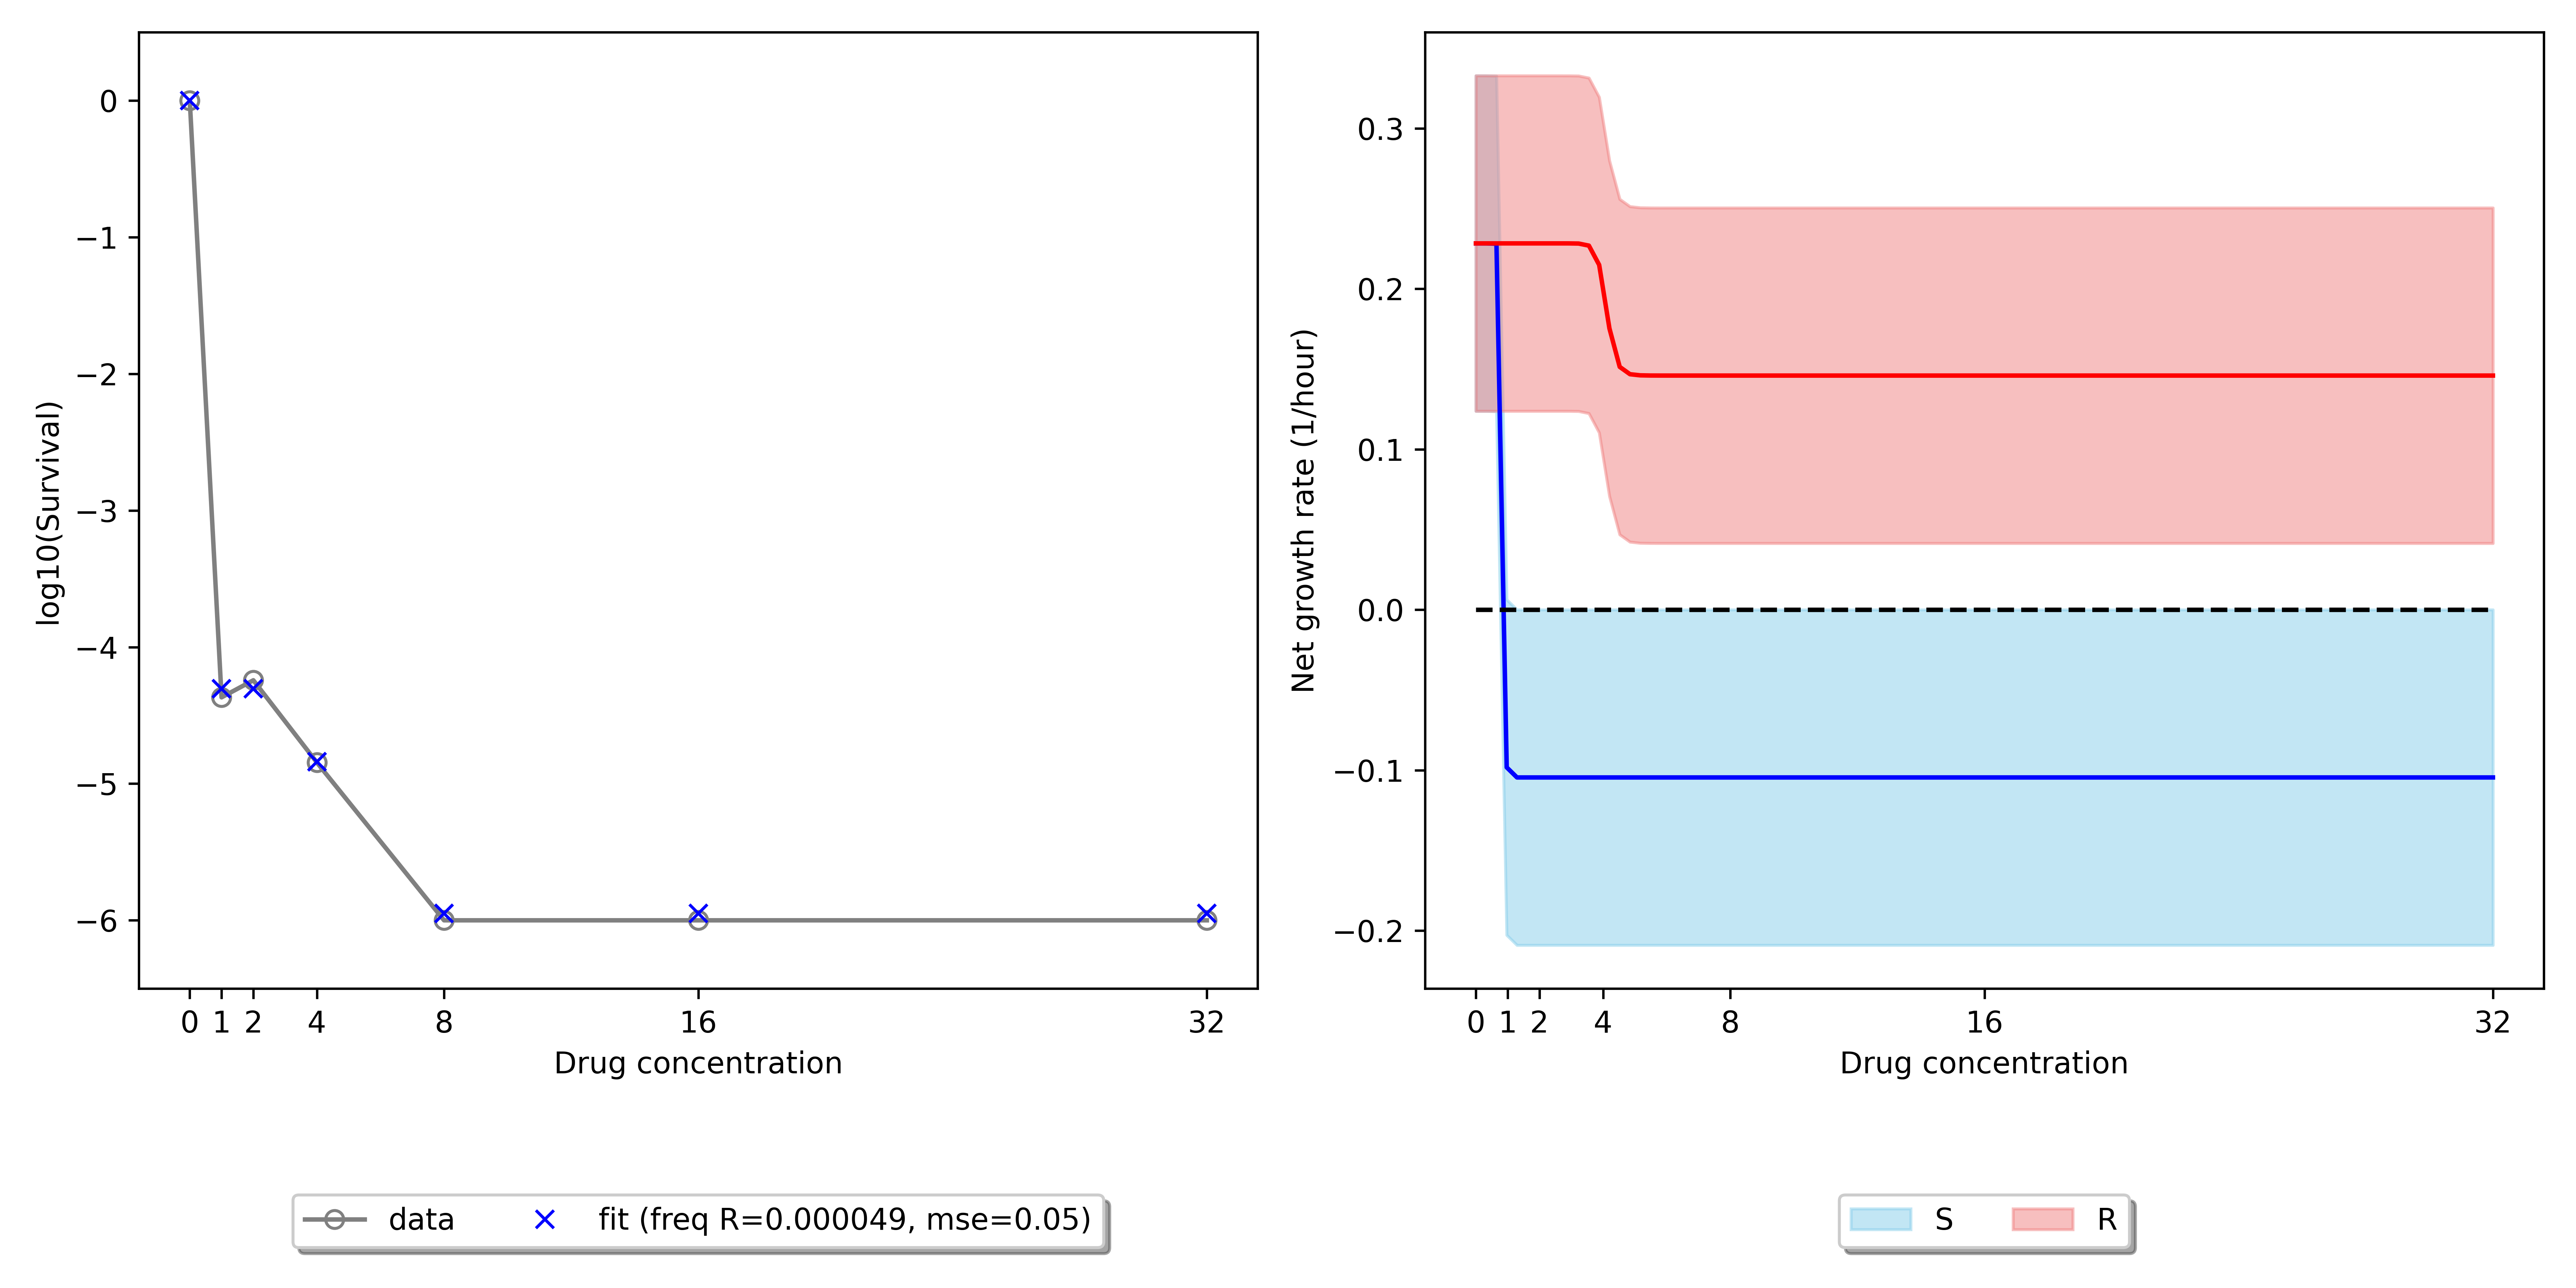 log10(Survival)
0
−1
−2
−3
−4
−5
−6
0 1 2 4 8 16 32
Drug concentration
data fit (freq R=0.000049, mse=0.05)
Net growth rate (1/hour)
0.3
0.2
0.1
0.0
−0.1
−0.2
0 1 2 4 8 16 32
Drug concentration
S R